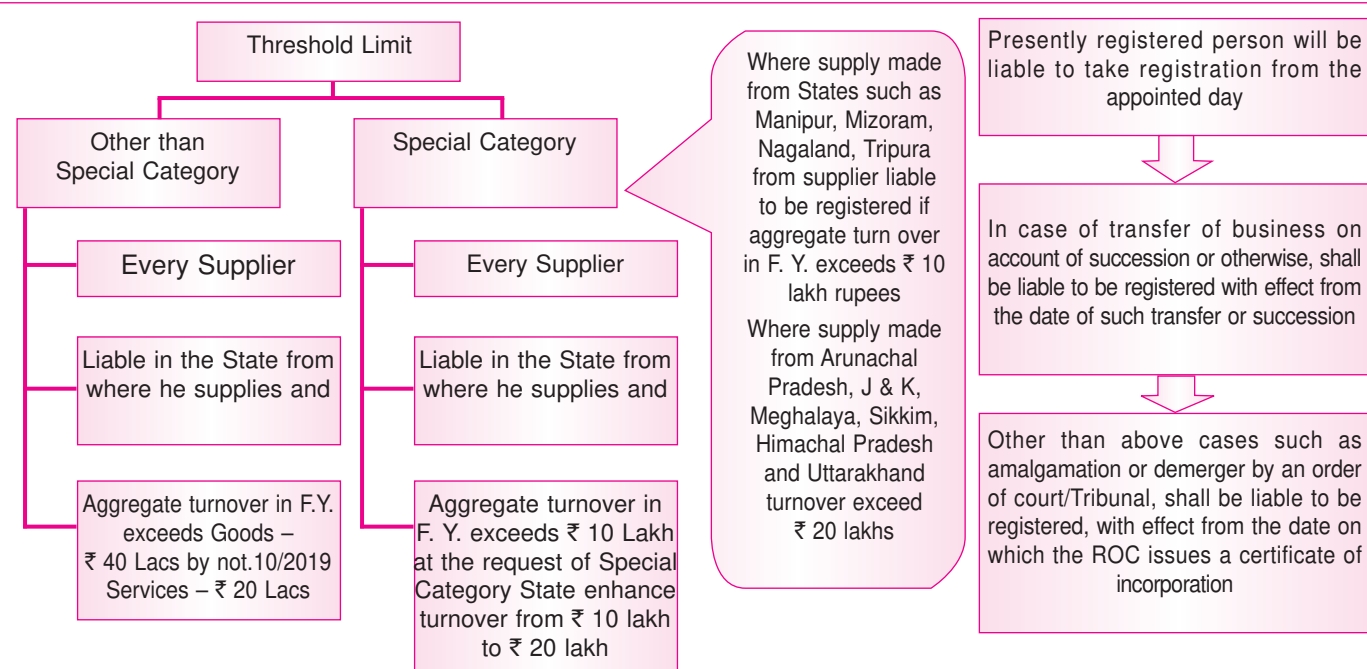 Threshold Limit
Other than
Special Category
Every Supplier
Liable in the State from
where he supplies and
Aggregate turnover in F.Y.
exceeds Goods –
₹ 40 Lacs by not.10/2019
Services – ₹ 20 Lacs
Special Category
Every Supplier
Liable in the State from
where he supplies and
Aggregate turnover in
F. Y. exceeds ₹ 10 Lakh
at the request of Special
Category State enhance
turnover from ₹ 10 lakh
to ₹ 20 lakh
Where supply made
from States such as
Manipur, Mizoram,
Nagaland, Tripura
from supplier liable
to be registered if
aggregate turn over
in F. Y. exceeds ₹ 10
lakh rupees
Where supply made
from Arunachal
Pradesh, J & K,
Meghalaya, Sikkim,
Himachal Pradesh
and Uttarakhand
turnover exceed
₹ 20 lakhs
Presently registered person will be
liable to take registration from the
appointed day
In case of transfer of business on
account of succession or otherwise, shall
be liable to be registered with effect from
the date of such transfer or succession
Other than above cases such as
amalgamation or demerger by an order
of court/Tribunal, shall be liable to be
registered, with effect from the date on
which the ROC issues a certificate of
incorporation